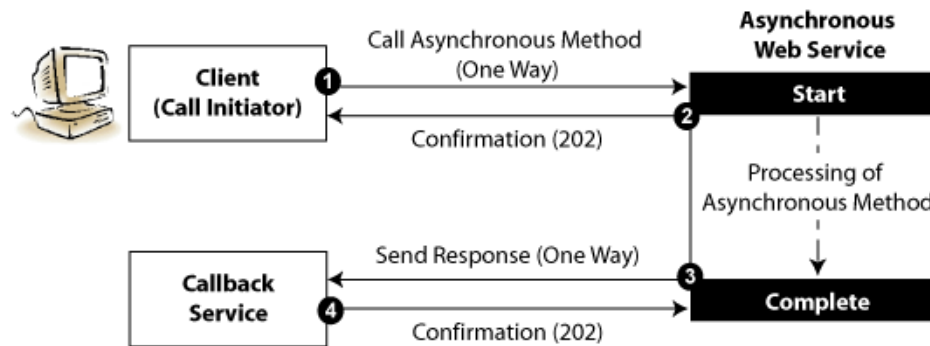 Asynchronous
Web Service
Call Asynchronous Method
(One Way)
Client
(Call Initiator)
1
Start
2
Confirmation (202)
Processing of
Asynchronous Method
Send Response (One Way)
3
Callback
Service
4
Complete
Confirmation (202)